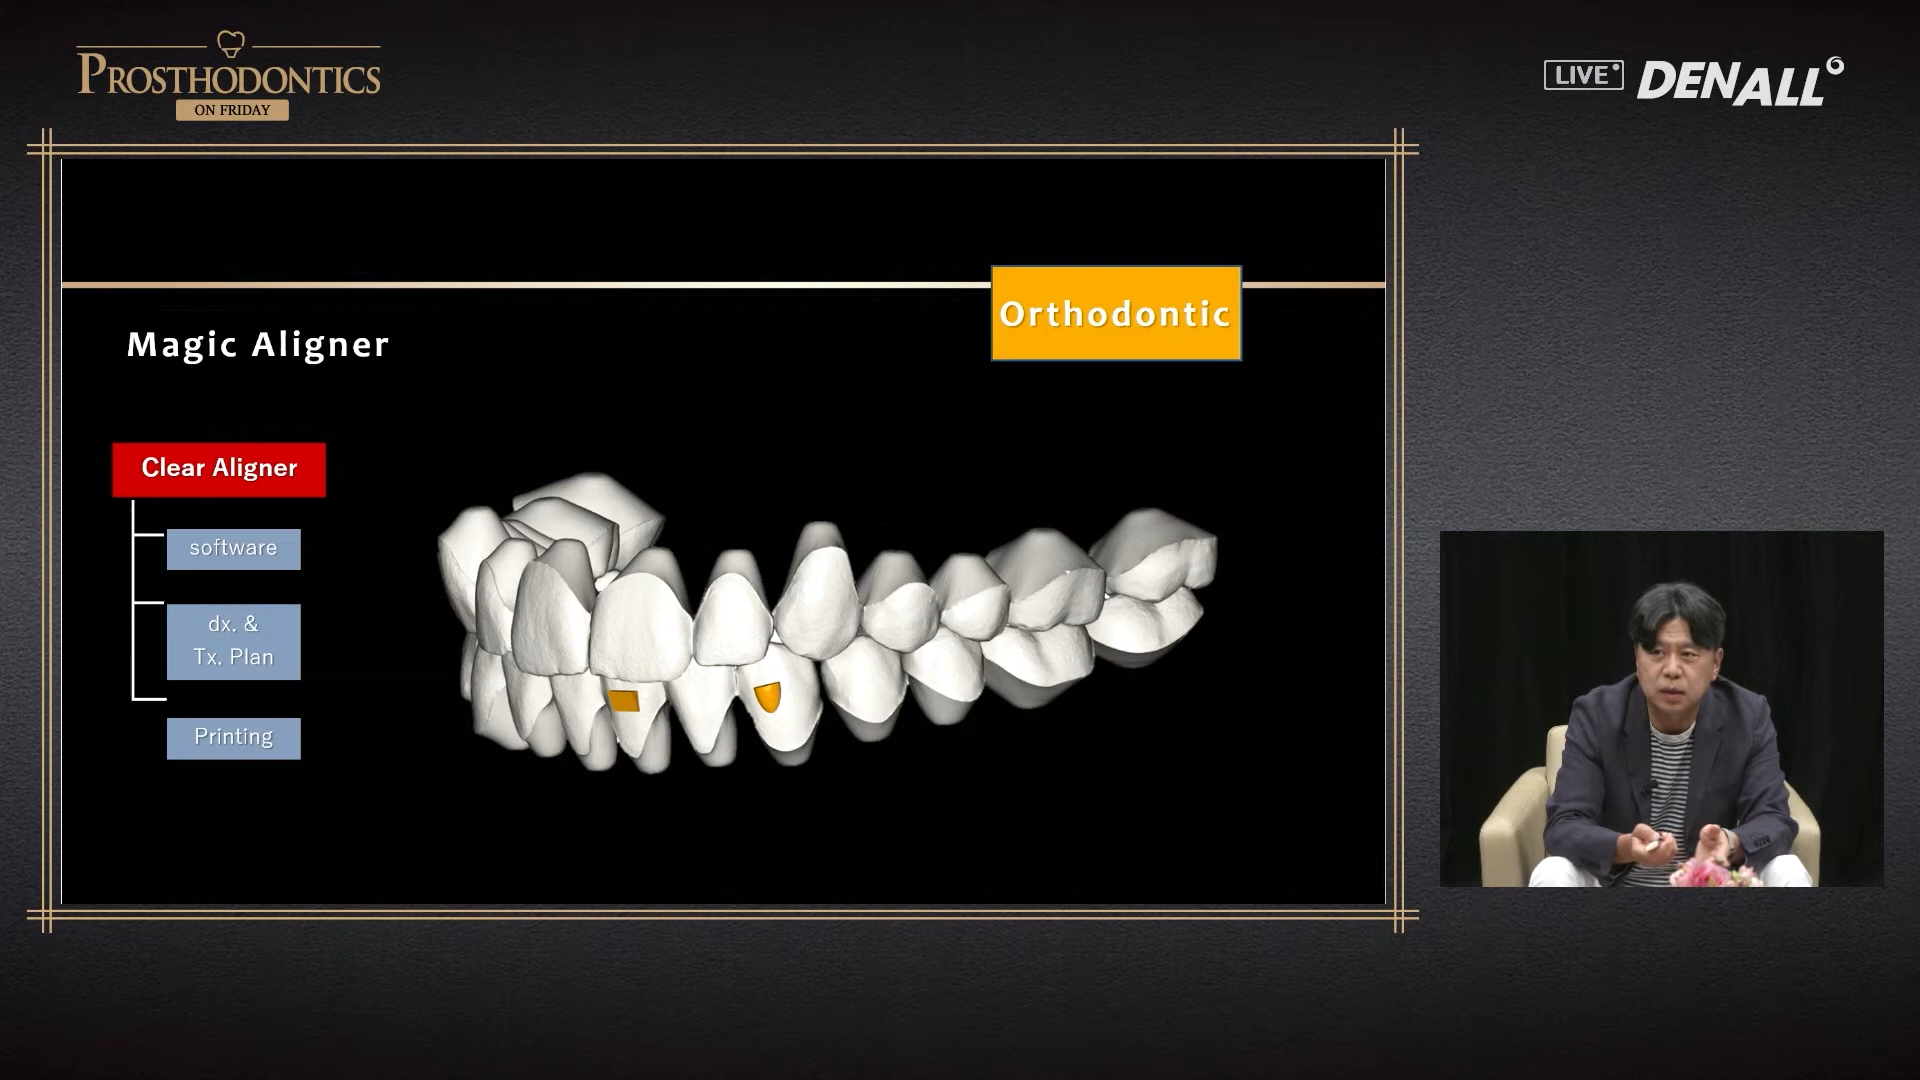 PROSTHODONTICS
ON FRIDAY
LIVE
DENALL
Orthodontic
Magic Aligner
Clear Aligner
software
dx. &
Tx. Plan
Printing